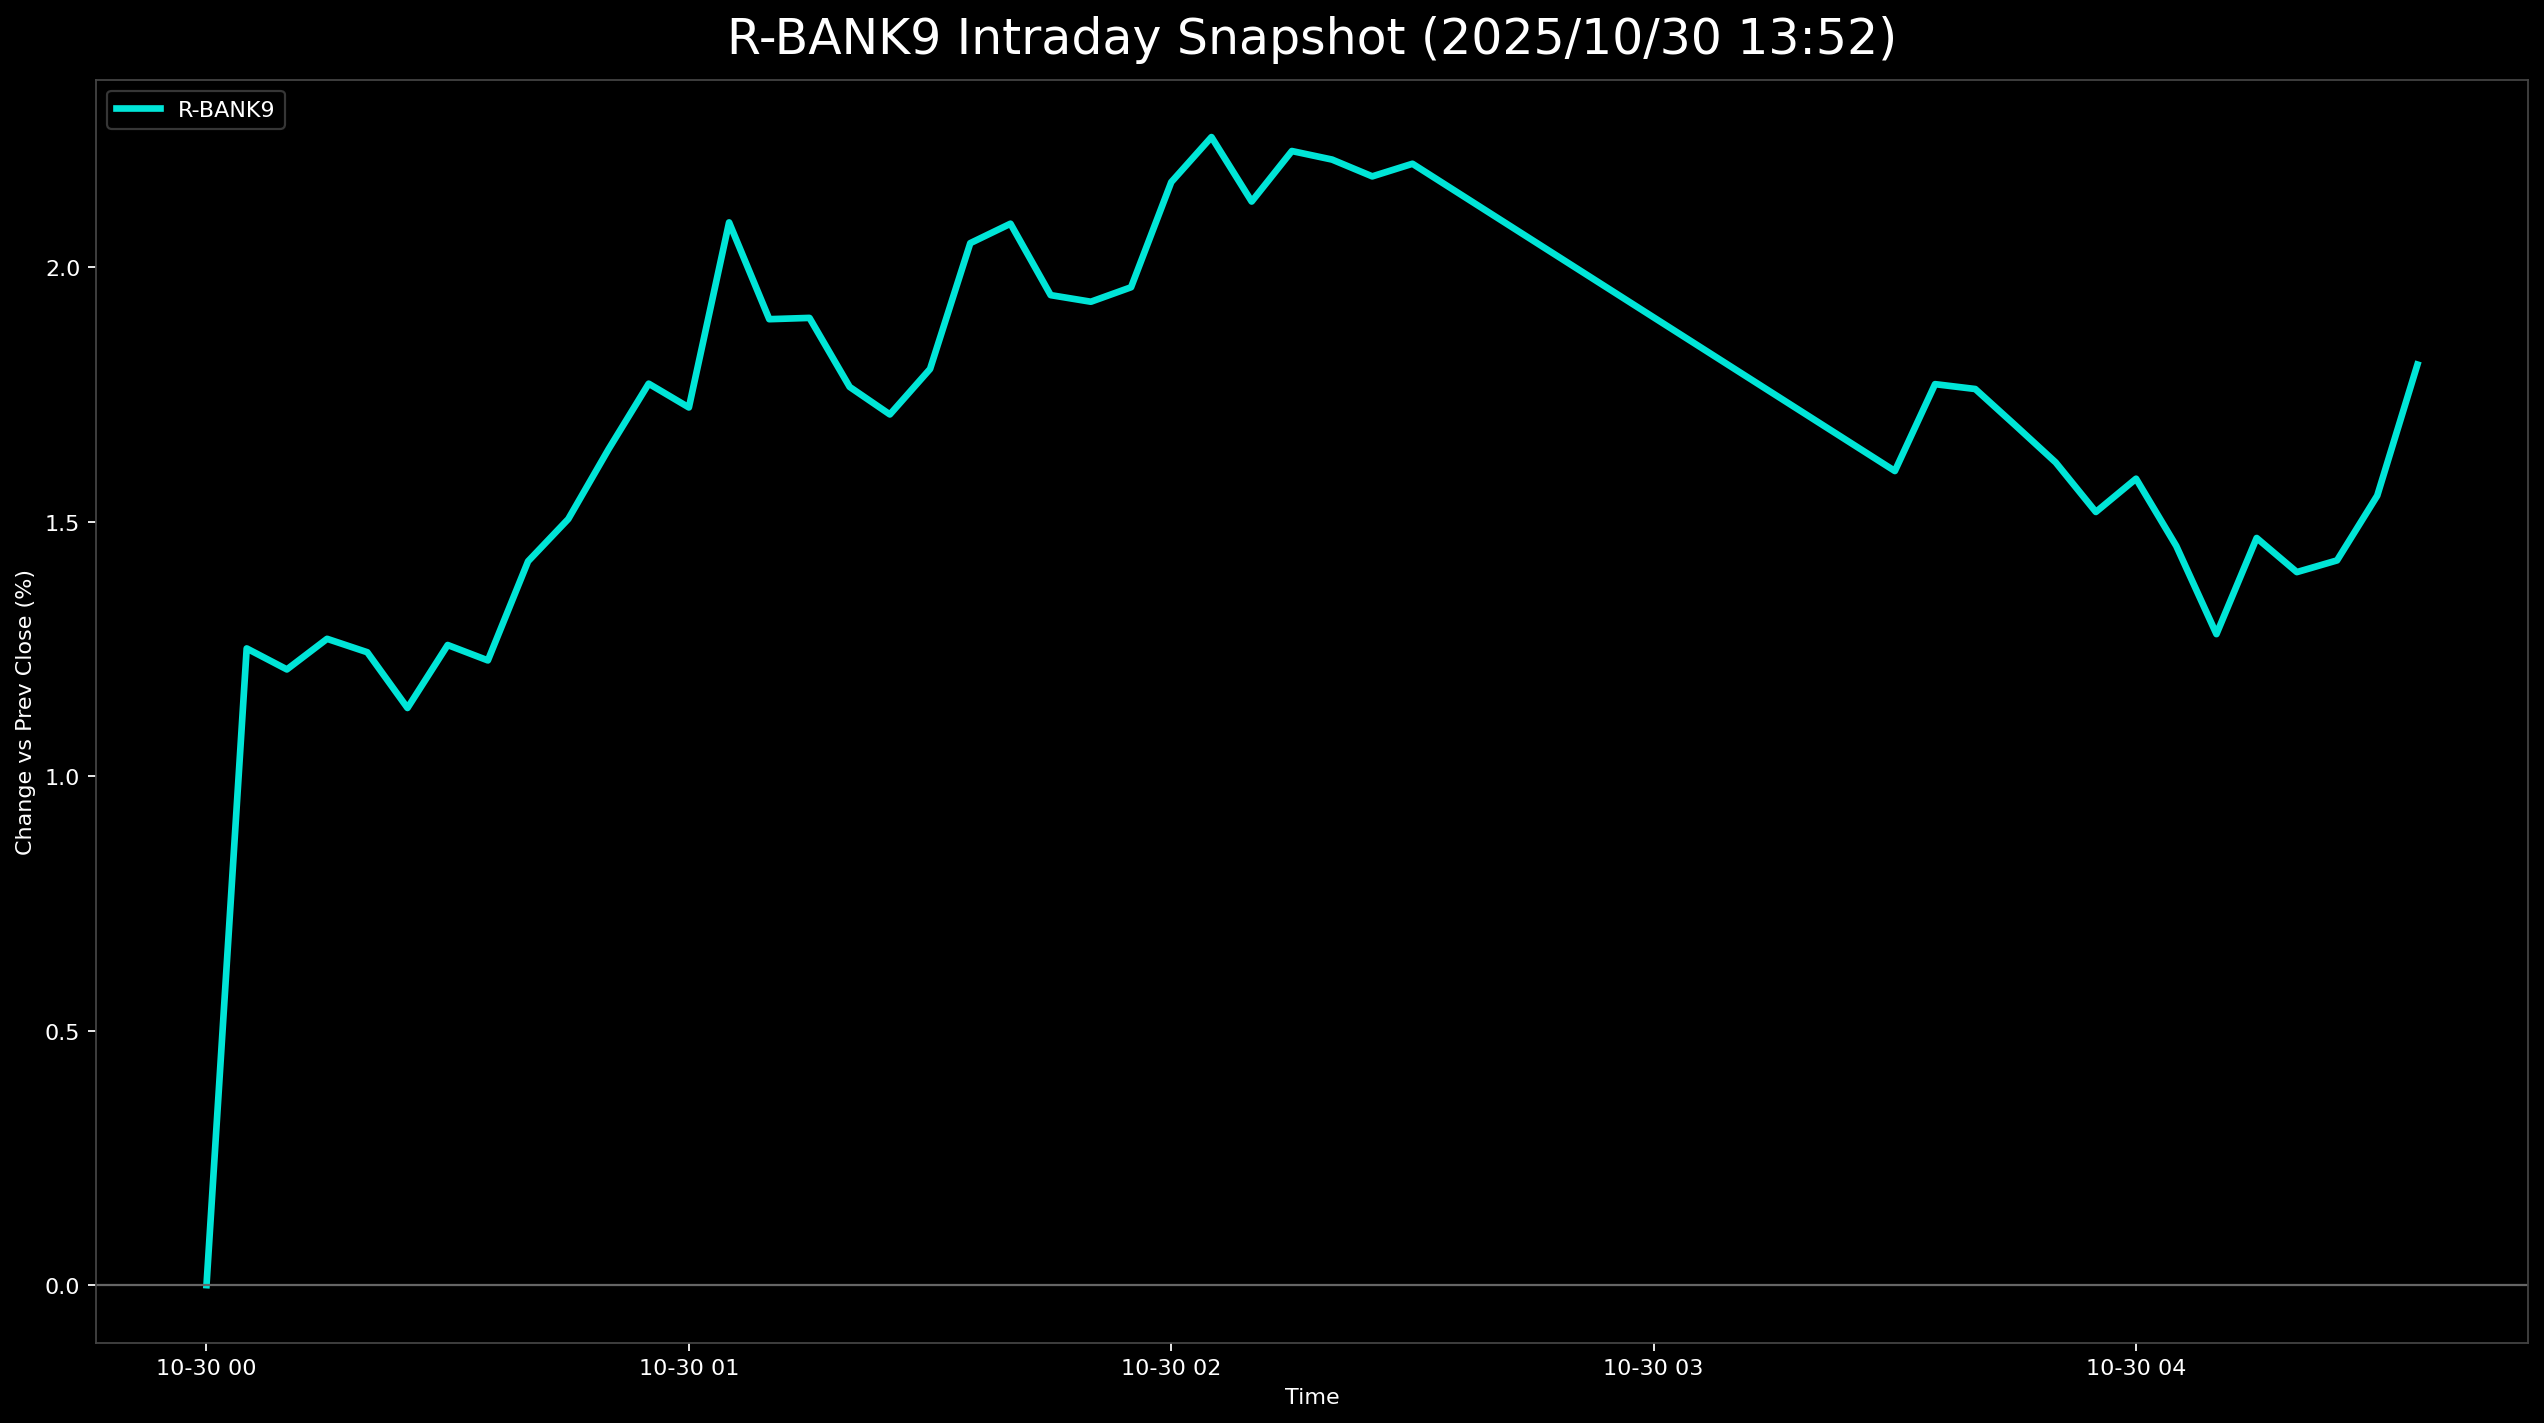 R-BANK9 Intraday Snapshot (2025/10/30 13:52)
R-BANK9
2.0
1.5
1.0
0.5
0.0
Change vs Prev Close (%)
10-30 00
10-30 01
10-30 02
10-30 03
10-30 04
Time